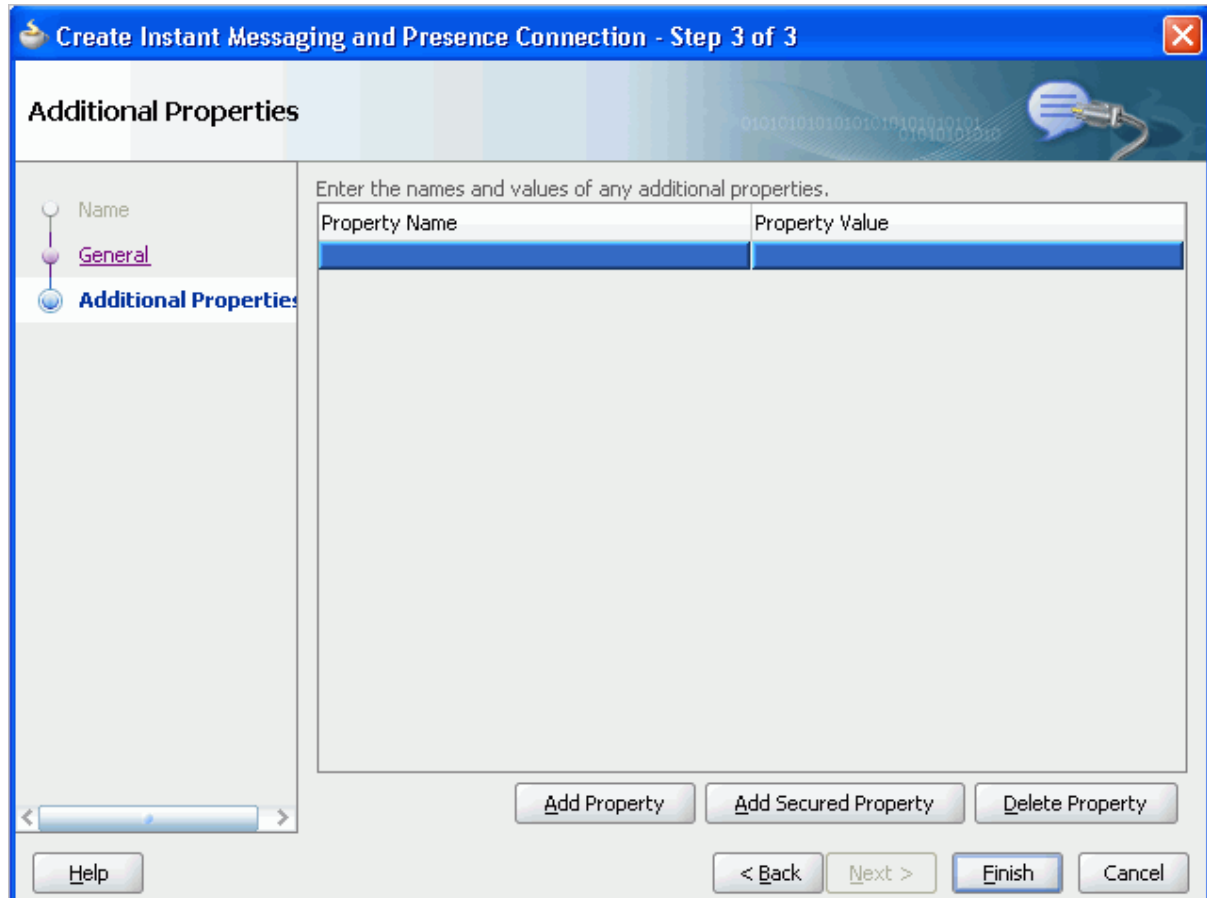 Create Instant Messaging and Presence Connection - Step 3 of 3
Additional Properties
Name
General
Additional Properties
Enter the names and values of any additional properties.
Property Name Property Value
Add Property Add Secured Property Delete Property
Help < Back Next > Finish Cancel